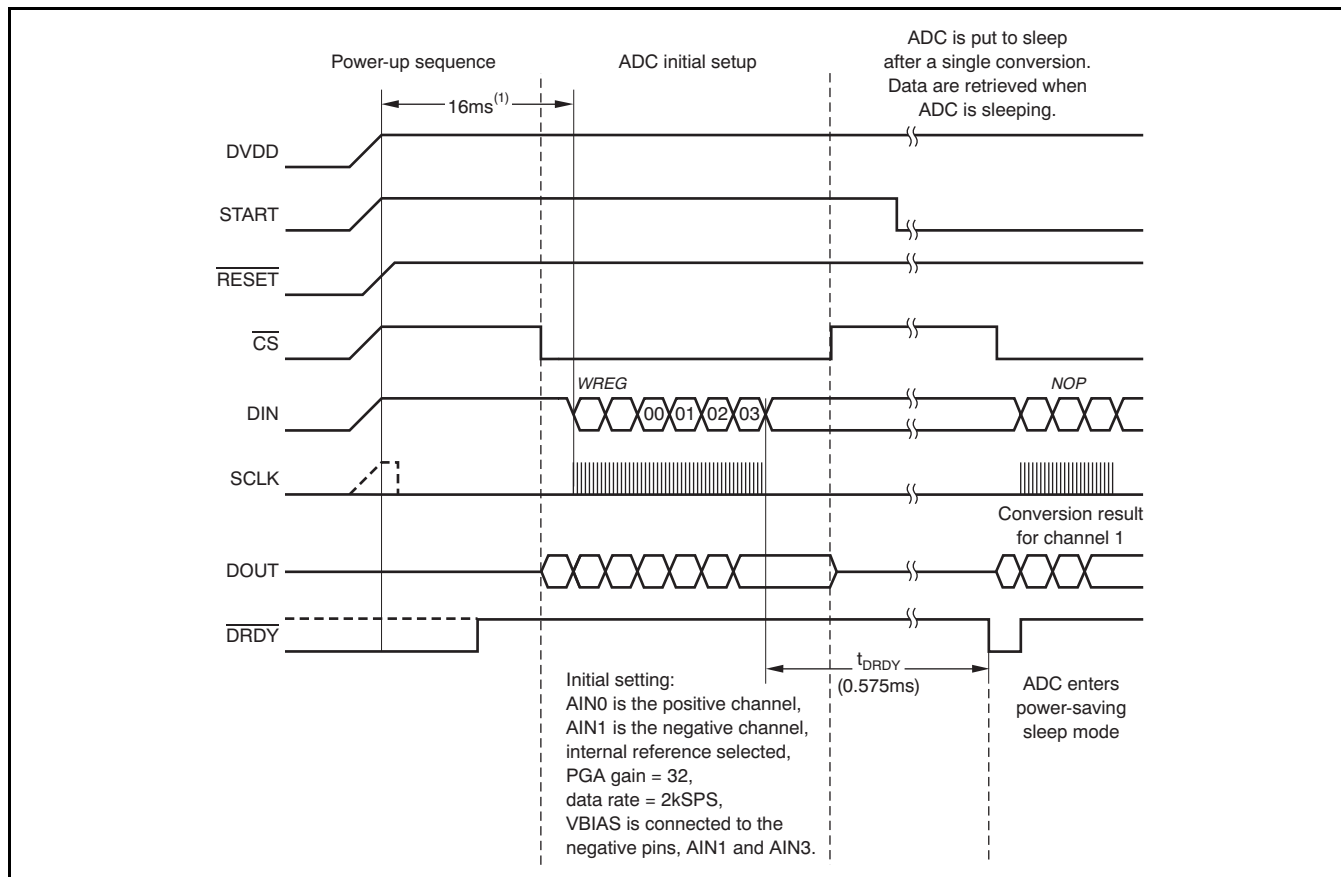 Power-up sequence
ADC initial setup
ADC is put to sleep
after a single conversion.
Data are retrieved when
ADC is sleeping.
16ms(1)
DVDD
START
RESET
CS
WREG
NOP
DIN
00 01 02 03
SCLK
Conversion result
for channel 1
DOUT
DRDY
tDRDY
(0.575ms)
Initial setting:
AIN0 is the positive channel,
AIN1 is the negative channel,
internal reference selected,
PGA gain = 32,
data rate = 2kSPS,
VBIAS is connected to the
negative pins, AIN1 and AIN3.
ADC enters
power-saving
sleep mode